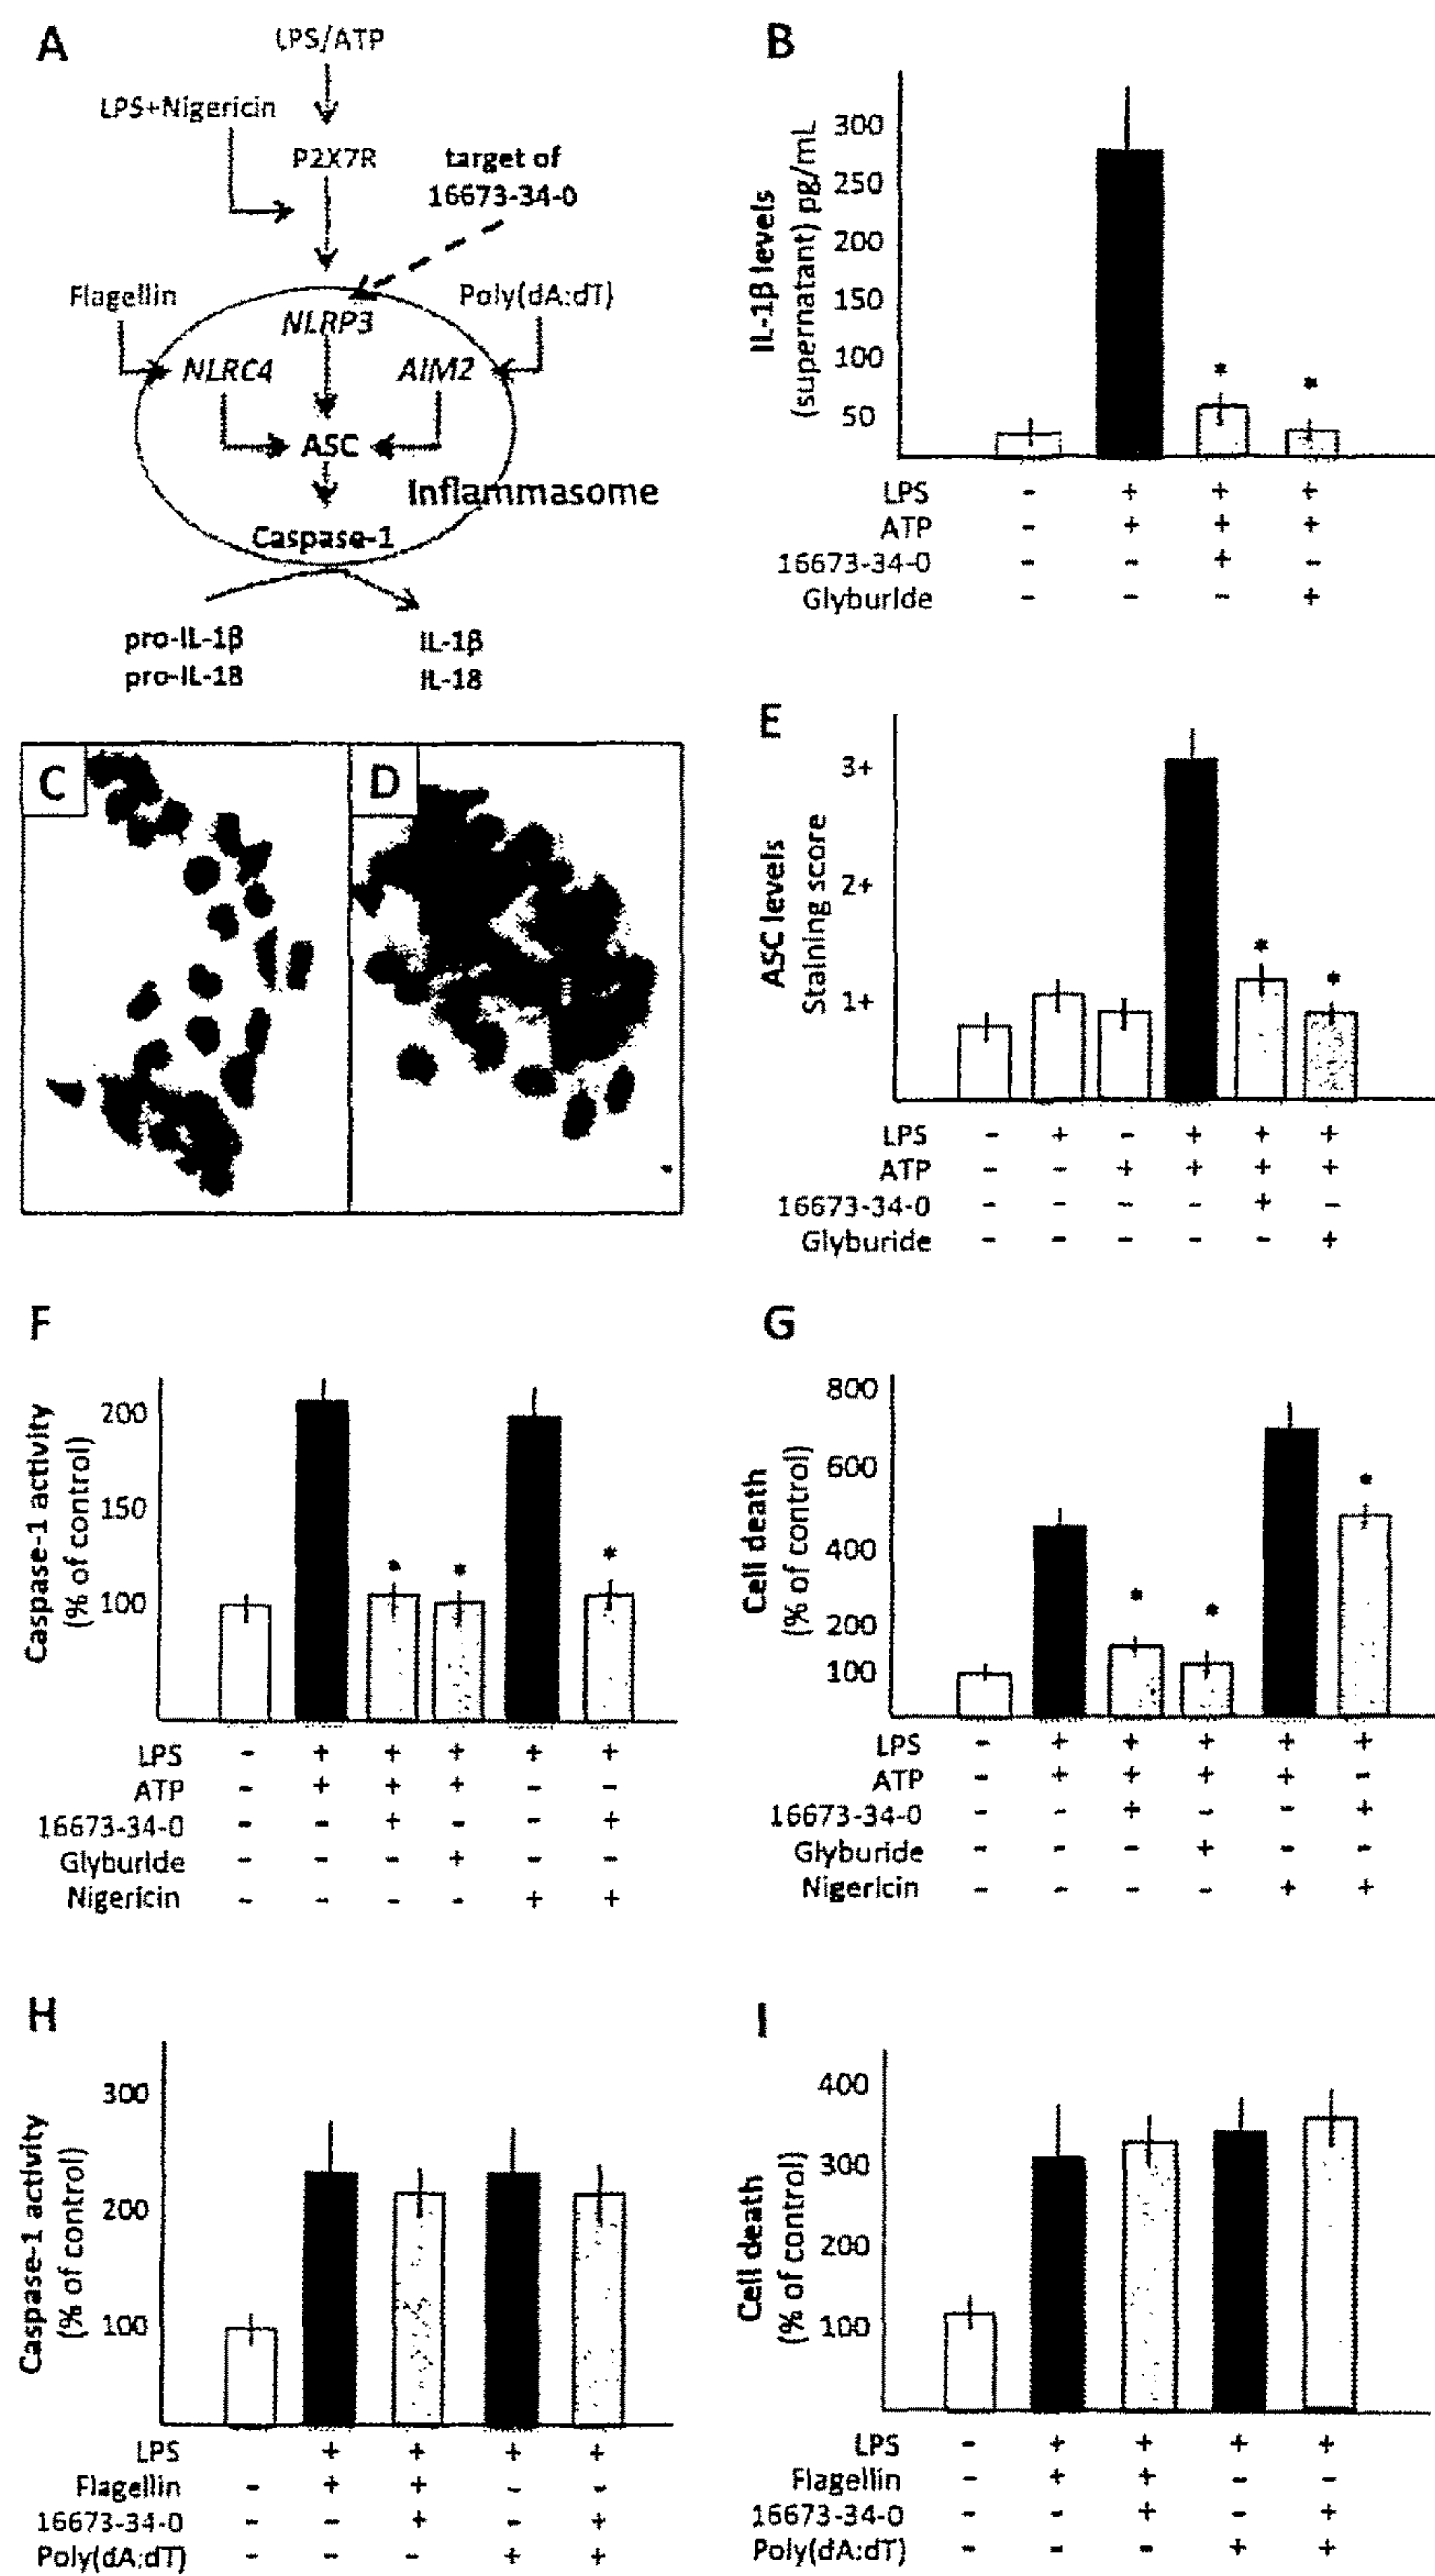 A
LPS/ATP
LPS+Nigericin
P2X7R
target of
16673-34-0
Flagellin
Poly(dA:dT)
NLRP3
NLRC4
AIM2
ASC
Inflammasome
Caspase-1
pro-IL-1β
IL-1β
pro-IL-18
IL-18
B
IL-1β levels
(supernatant) pg/mL
300
250
200
150
100
50
* *
LPS - + + +
ATP - + + +
16673-34-0 - - + -
Glyburide - - - +
C
D
E
ASC levels
Staining score
3+
2+
1+
* *
LPS - + - + + +
ATP - - + + + +
16673-34-0 - - - - + -
Glyburide - - - - - +
F
Caspase-1 activity
(% of control)
200
150
100
* * *
LPS - + + + + +
ATP - + + + - -
16673-34-0 - - + - - +
Glyburide - - - + - -
Nigericin - - - - + +
G
Cell death
(% of control)
800
600
400
200
100
* * *
LPS - + + + + +
ATP - + + + + -
16673-34-0 - - + - - +
Glyburide - - - + - -
Nigericin - - - - + +
H
Caspase-1 activity
(% of control)
300
200
100
LPS + + + +
Flagellin - + + - -
16673-34-0 - - + - +
Poly(dA:dT) - - - + +
I
Cell death
(% of control)
400
300
200
100
LPS - + + + +
Flagellin - + + - -
16673-34-0 - - + - +
Poly(dA:dT) - - - + +